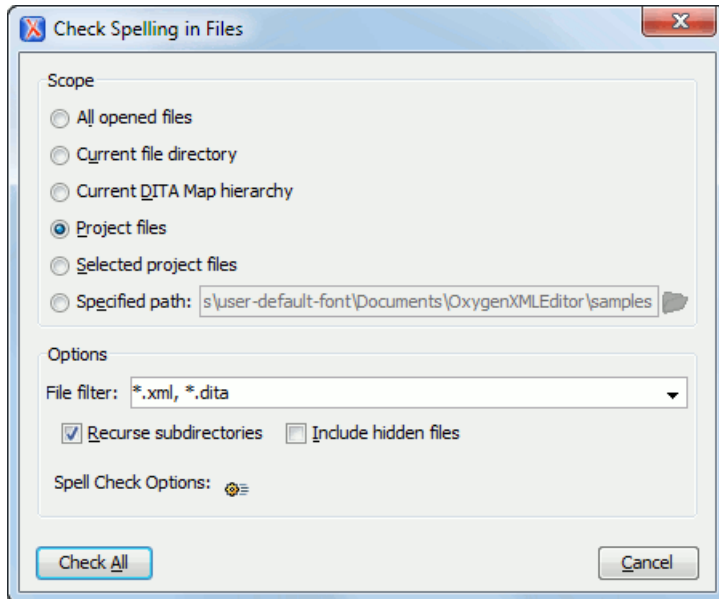 Check Spelling in Files
Scope
All opened files
Current file directory
Current DITA Map hierarchy
Project files
Selected project files
Specified path: s\user-default-font\Documents\OxygenXMLEditor\samples
Options
File filter: *.xml, *.dita
Recurse subdirectories Include hidden files
Spell Check Options:
Check All Cancel